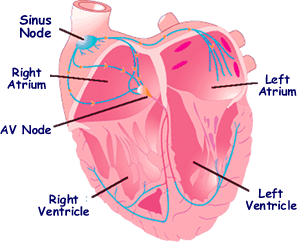 Sinus
Node
Right
Atrium
AV Node
Right
Ventricle
Left
Atrium
Left
Ventricle